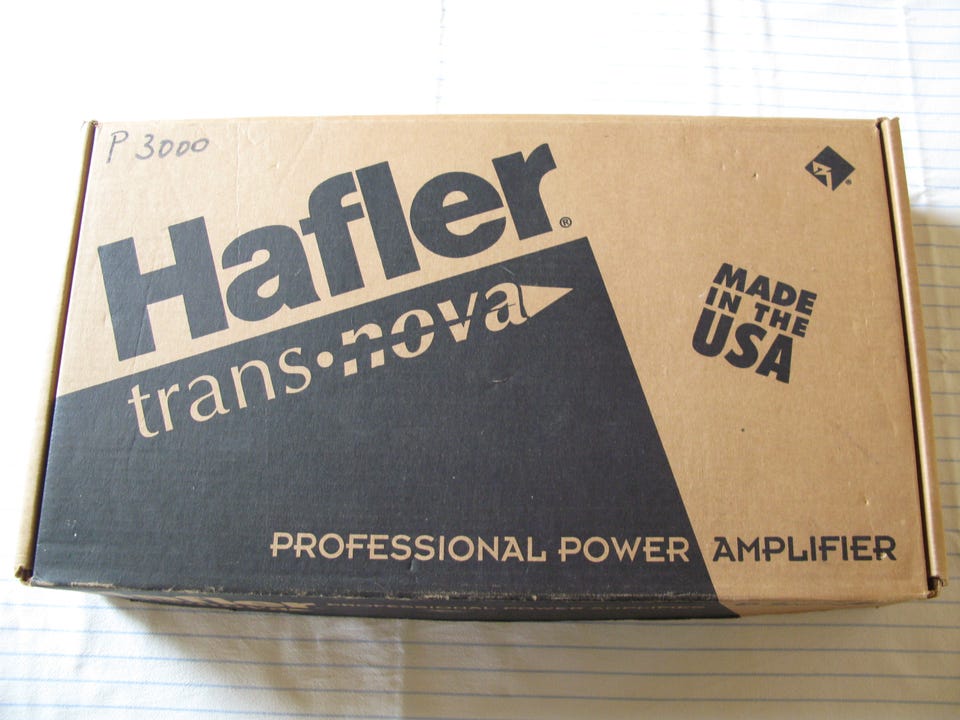 P 3000
Hafler®
trans•nova
MADE
IN THE
USA
PROFESSIONAL POWER AMPLIFIER